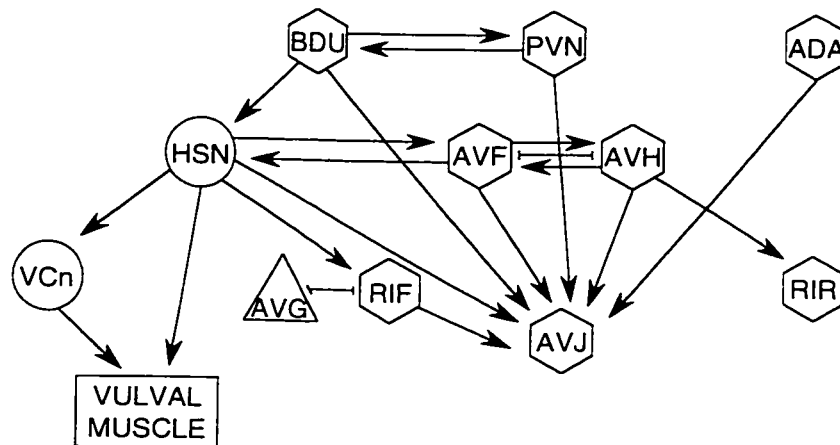 BDU
PVN
ADA
HSN
AVF
AVH
VCn
AVG
RIF
AVJ
RIR
VULVAL
MUSCLE